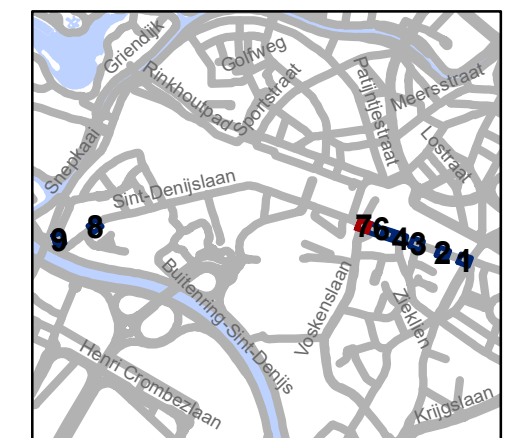 Griendijk
Golfweg
Rinkhoutpad
Sportstraat
Patijntjestraat
Meersstraat
Lostraat
Snepkaai
Sint-Denijslaan
7 6 4 3 2 1
8
9
Buitenring-Sint-Denijs
Voskenslaan
Zieklien
Henri Crombezlaan
Krijgslaan